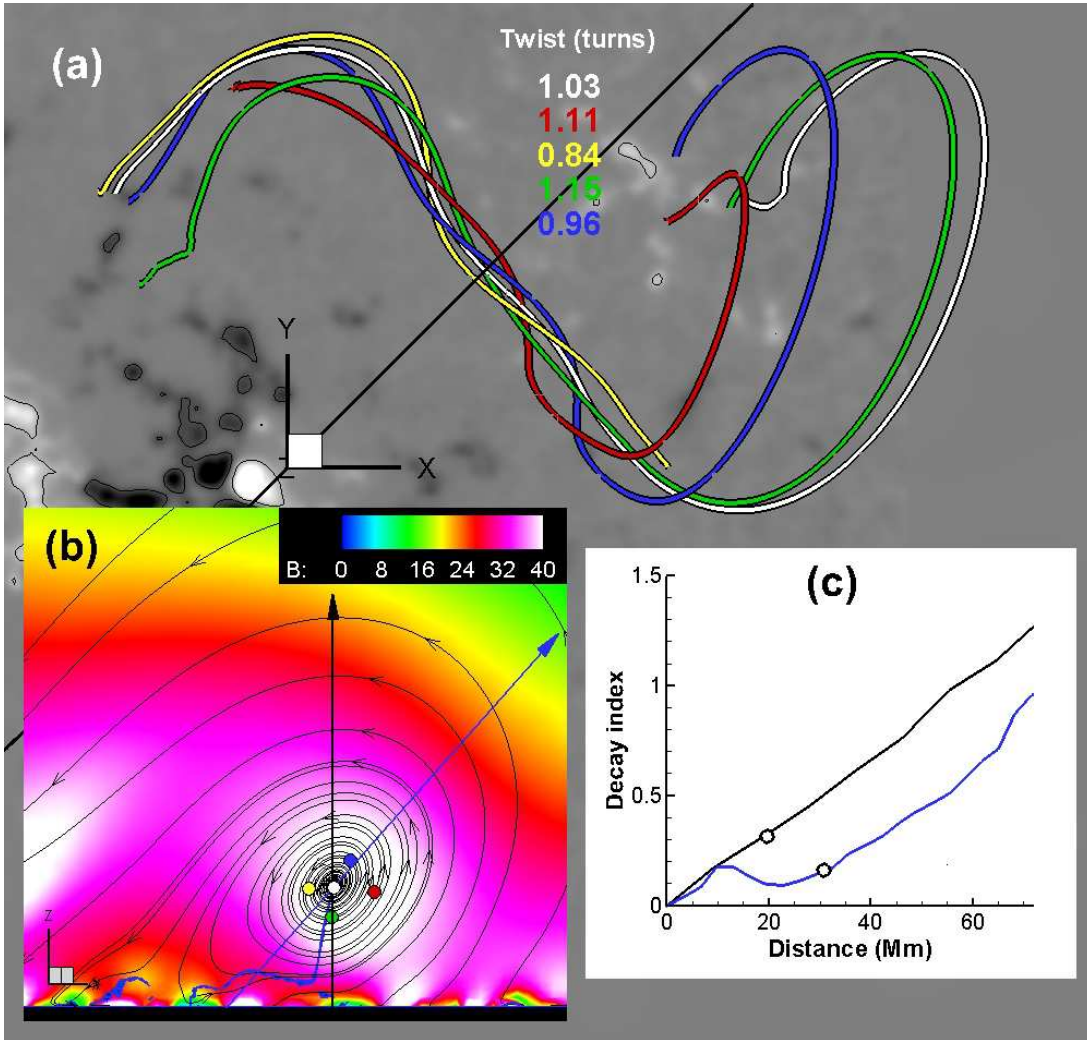 (a)
Twist (turns)
1.03
1.11
0.84
1.15
0.96
Y
X
(b)
B: 0 8 16 24 32 40
Z
X
(c)
1.5
1
0.5
0
Decay index
0 20 40 60
Distance (Mm)